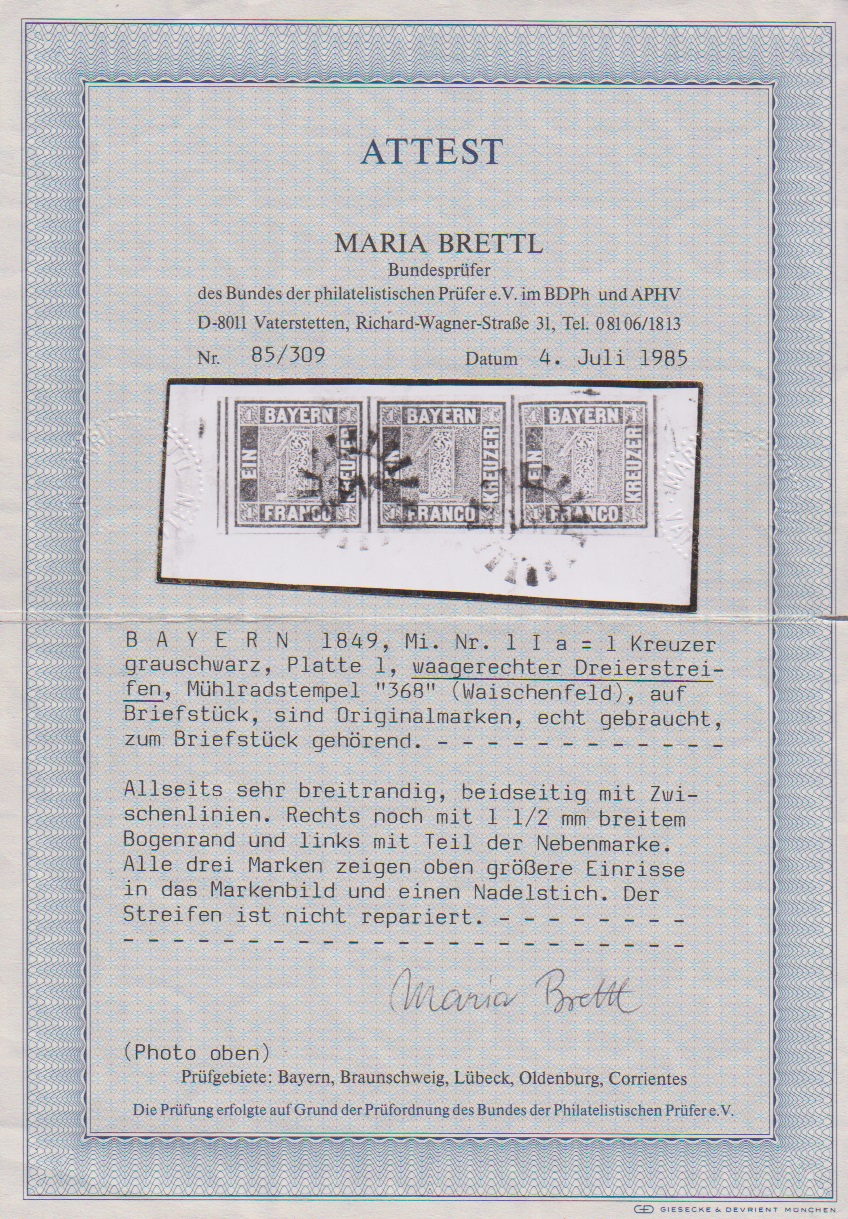 ATTEST
MARIA BRETTL
Bundesprüfer
des Bundes der philatelistischen Prüfer e.V. im BDPh und APHV
D-8011 Vaterstetten, Richard-Wagner-Straße 31, Tel. 08106/1813
Nr. 85/309 Datum 4. Juli 1985
BAYERN BAYERN BAYERN
EIN 1 KREUZER 1 KREUZER EIN 1 KREUZER
FRANCO FRANCO FRANCO
B A Y E R N 1849, Mi. Nr. 1 I a = 1 Kreuzer
grauschwarz, Platte 1, waagerechter Dreierstrei-
fen, Mühlradstempel "368" (Waischenfeld), auf
Briefstück, sind Originalmarken, echt gebraucht,
zum Briefstück gehörend. - - - - - - - - - - - -
Allseits sehr breitrandig, beidseitig mit Zwi-
schenlinien. Rechts noch mit 1 1/2 mm breitem
Bogenrand und links mit Teil der Nebenmarke.
Alle drei Marken zeigen oben größere Einrisse
in das Markenbild und einen Nadelstich. Der
Streifen ist nicht repariert. - - - - - - - -
- - - - - - - - - - - - - - - - - - - - - - -
Maria Brettl
(Photo oben)
Prüfgebiete: Bayern, Braunschweig, Lübeck, Oldenburg, Corrientes
Die Prüfung erfolgte auf Grund der Prüfordnung des Bundes der Philatelistischen Prüfer e.V.
GIESECKE & DEVRIENT MÜNCHEN